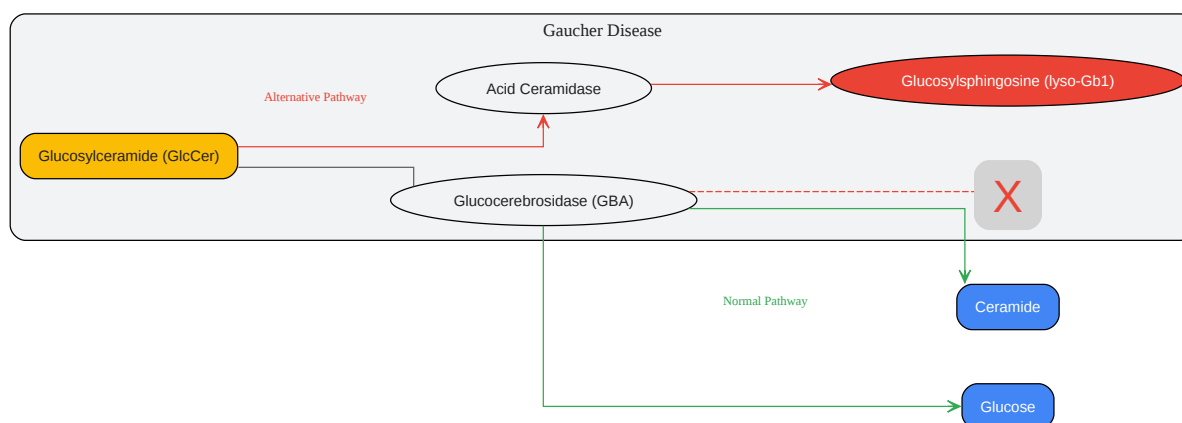 Gaucher Disease
Alternative Pathway
Acid Ceramidase
Glucosylsphingosine (lyso-Gb1)
Glucosylceramide (GlcCer)
Glucocerebrosidase (GBA)
X
Normal Pathway
Ceramide
Glucose